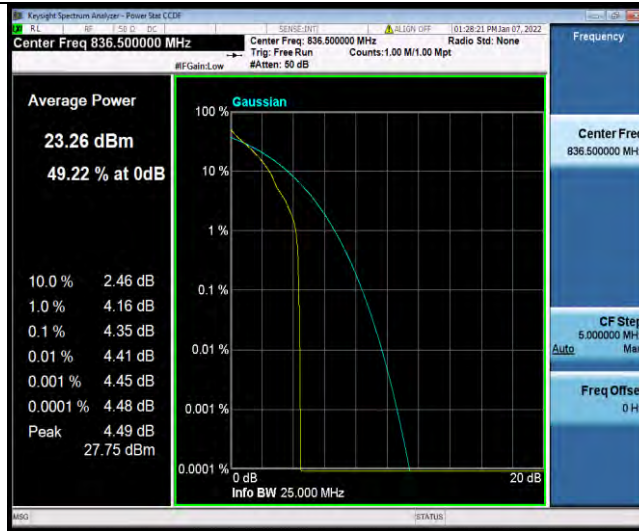 Keysight Spectrum Analyzer - Power Stat CCDF
RL RF 50 Ω DC SENSE:INT ALIGN OFF 01:28:21 PM Jan 07, 2022
Center Freq 836.500000 MHz
Center Freq: 836.500000 MHz Radio Std: None
Trig: Free Run Counts:1.00 M/1.00 Mpt
#IFGain:Low #Atten: 50 dB
Frequency
Average Power
23.26 dBm
49.22 % at 0dB
10.0 % 2.46 dB
1.0 % 4.16 dB
0.1 % 4.35 dB
0.01 % 4.41 dB
0.001 % 4.45 dB
0.0001 % 4.48 dB
Peak 4.49 dB
27.75 dBm
Gaussian
100 %
10 %
1 %
0.1 %
0.01 %
0.001 %
0.0001 %
0 dB 20 dB
Info BW 25.000 MHz
Center Fre
836.500000 MH
CF Step
5.000000 MH
Auto Ma
Freq Offse
0 H
MSG STATUS